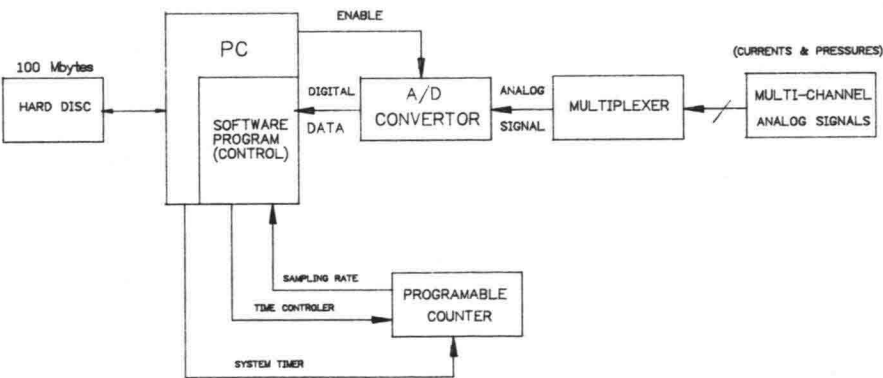 ENABLE
PC
100 Mbytes
HARD DISC
SOFTWARE
PROGRAM
(CONTROL)
DIGITAL
DATA
A/D
CONVERTOR
ANALOG
SIGNAL
MULTIPLEXER
(CURRENTS & PRESSURES)
MULTI-CHANNEL
ANALOG SIGNALS
SAMPLING RATE
TIME CONTROLER
SYSTEM TIMER
PROGRAMABLE
COUNTER